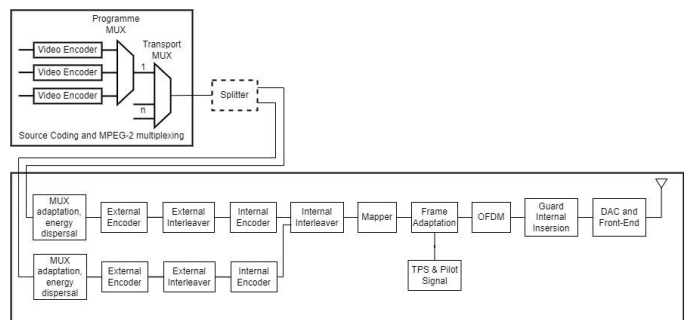 Programme
MUX
Transport
MUX
Video Encoder
Video Encoder
Video Encoder
1
n
Splitter
Source Coding and MPEG-2 multiplexing
MUX
adaptation,
energy
dispersal
External
Encoder
External
Interleaver
Internal
Encoder
Internal
Interleaver
Mapper
Frame
Adaptation
OFDM
Guard
Internal
Insersion
DAC and
Front-End
MUX
adaptation,
energy
dispersal
External
Encoder
External
Interleaver
Internal
Encoder
TPS & Pilot
Signal